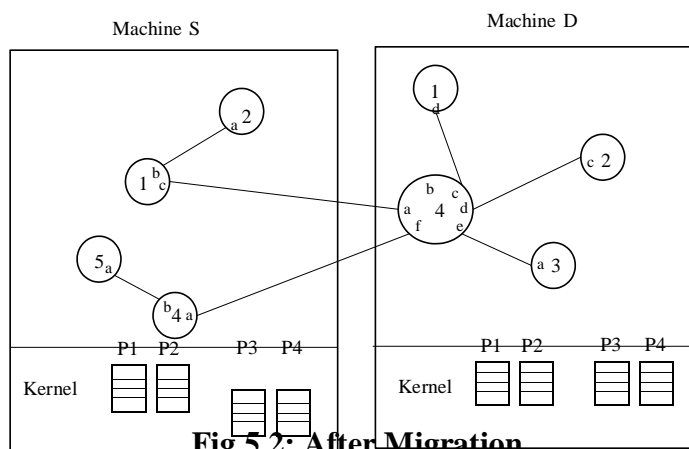 Machine S
Machine D
a 2
1 b c
5 a
b 4 a
1
d
c 2
b c
a 4 d
f e
a 3
P1 P2 P3 P4
Kernel
P1 P2 P3 P4
Kernel
Fig 5.2: After Migration